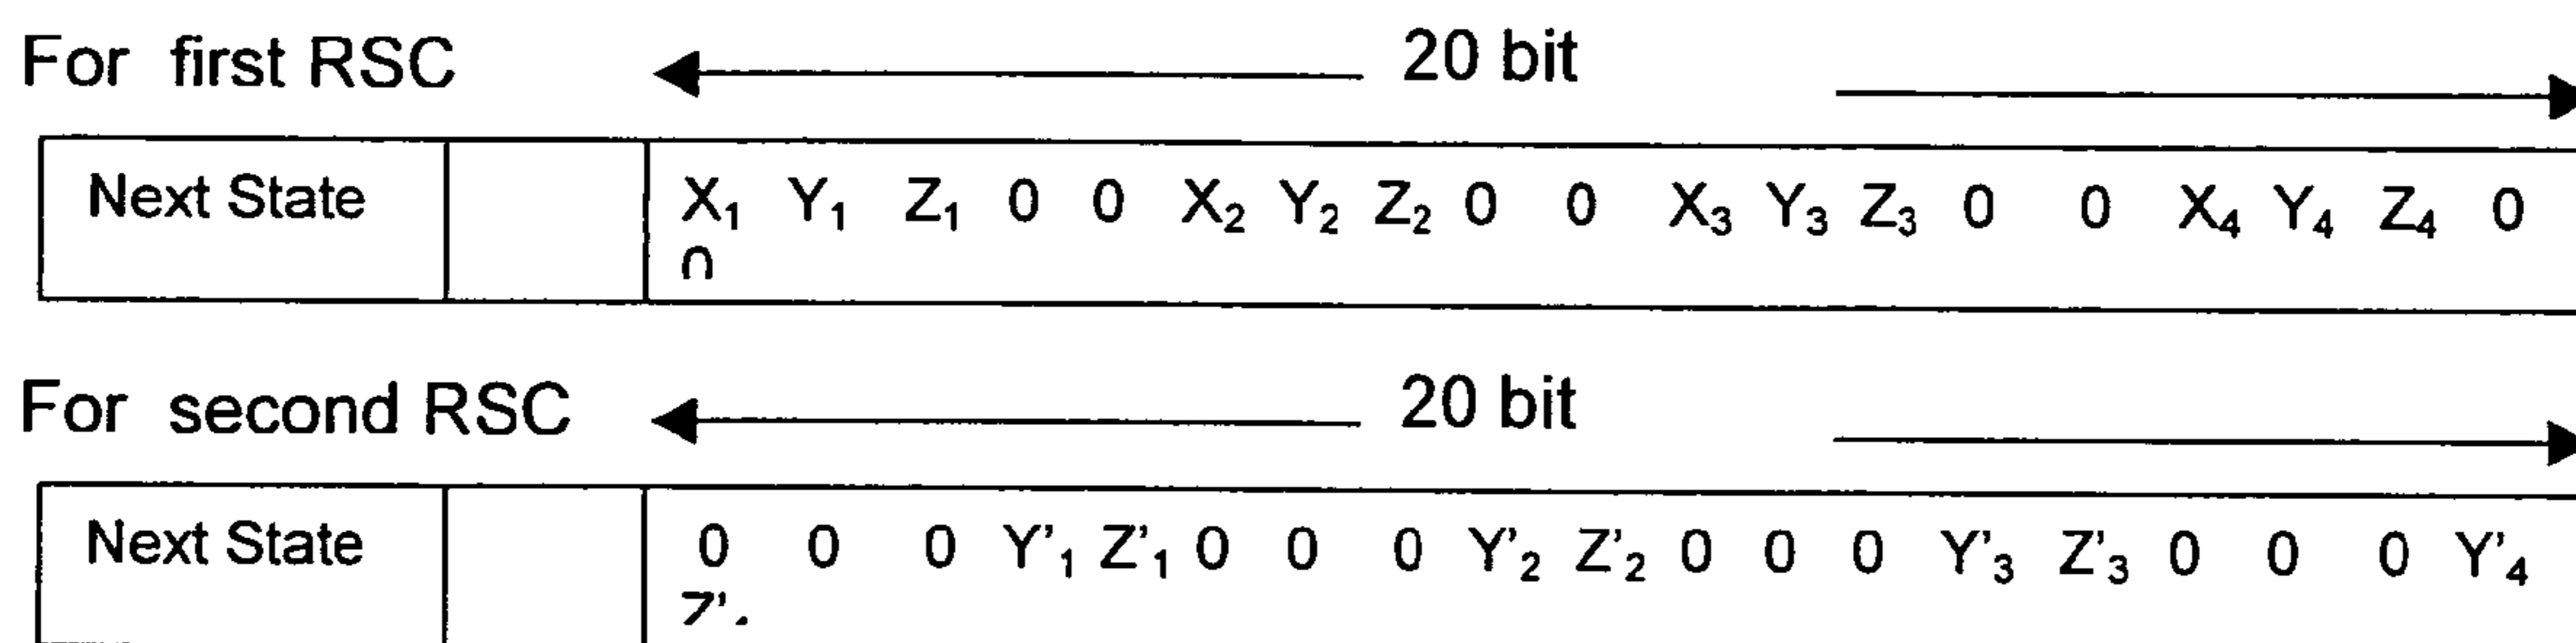 For first RSC 20 bit
Next State X₁ Y₁ Z₁ 0 0 X₂ Y₂ Z₂ 0 0 X₃ Y₃ Z₃ 0 0 X₄ Y₄ Z₄ 0
0
For second RSC 20 bit
Next State 0 0 0 Y'₁ Z'₁ 0 0 0 Y'₂ Z'₂ 0 0 0 Y'₃ Z'₃ 0 0 0 Y'₄